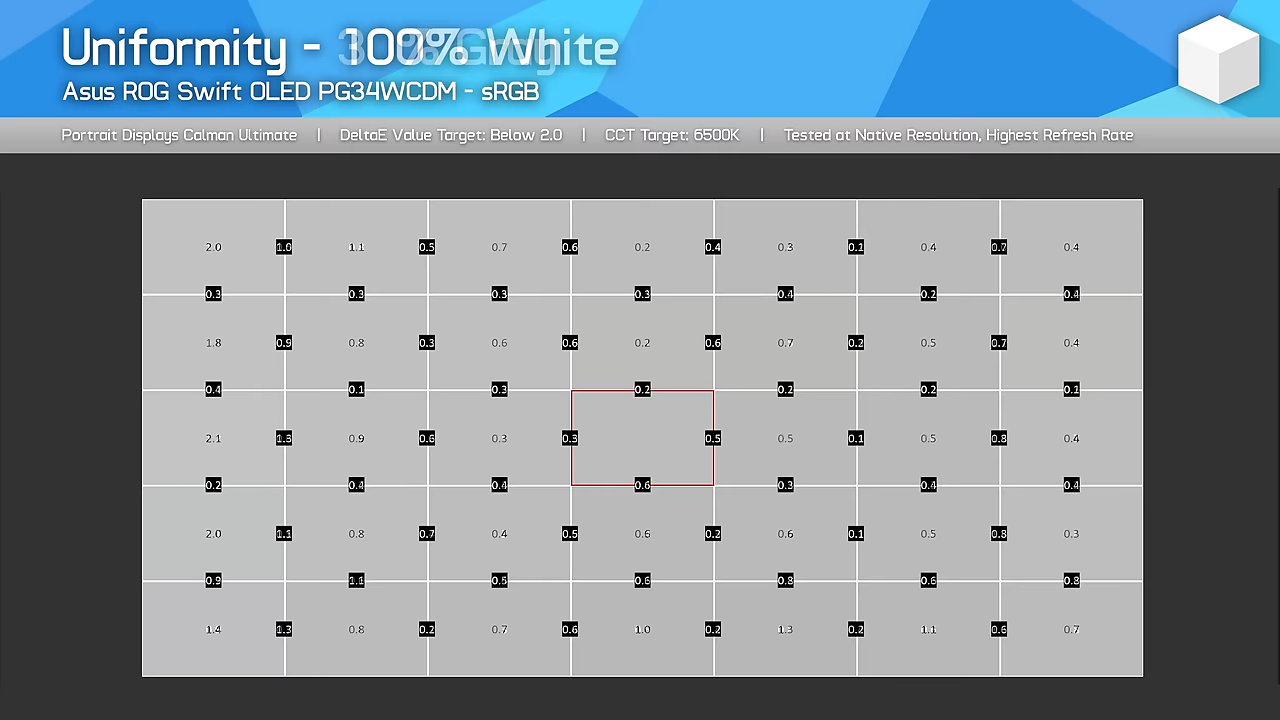 Uniformity - 100% White
Asus ROG Swift OLED PG34WCDM - sRGB
Portrait Displays Calman Ultimate | DeltaE Value Target: Below 2.0 | CCT Target: 6500K | Tested at Native Resolution, Highest Refresh Rate
2.0 1.0 1.1 0.5 0.7 0.6 0.2 0.4 0.3 0.1 0.4 0.7 0.4
0.3 0.3 0.3 0.3 0.4 0.2 0.4
1.8 0.9 0.8 0.3 0.6 0.6 0.2 0.6 0.7 0.2 0.5 0.7 0.4
0.4 0.1 0.3 0.2 0.2 0.2
2.1 1.3 0.9 0.6 0.3 0.3 0.5 0.5 0.1 0.5 0.8 0.4
0.2 0.4 0.4 0.6 0.3 0.4 0.4
2.0 1.1 0.8 0.7 0.4 0.5 0.6 0.2 0.6 0.1 0.5 0.8 0.3
0.9 1.1 0.5 0.6 0.8 0.6 0.8
1.4 1.3 0.8 0.2 0.7 0.6 1.0 0.2 1.3 0.2 1.1 0.6 0.7